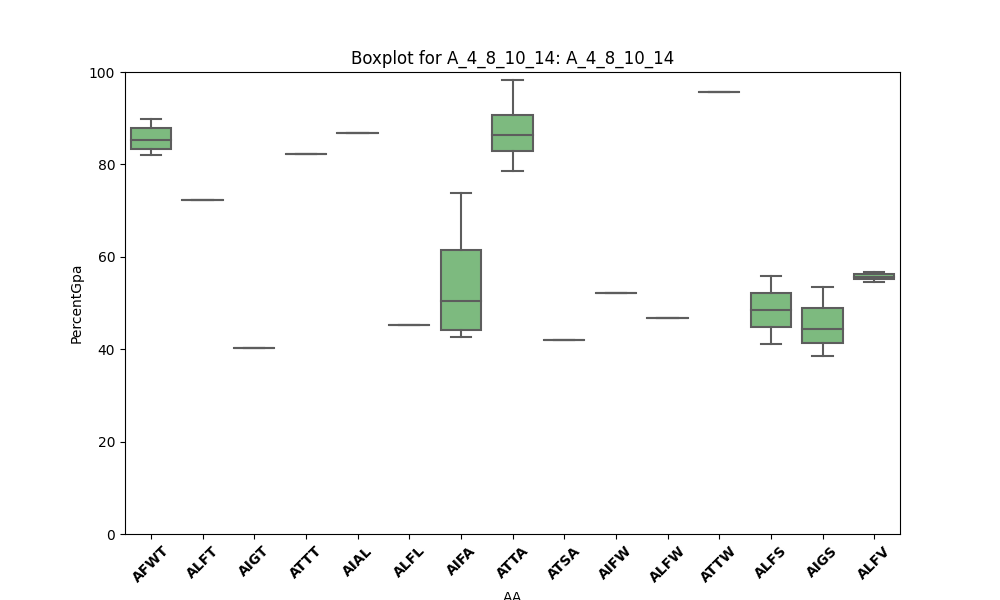 Boxplot for A_4_8_10_14: A_4_8_10_14
100
80
60
40
20
0
PercentGpa
AFWT
ALFT
AIGT
ATTT
AIAL
ALFL
AIFA
ATTA
ATSA
AIFW
ALFW
ATTW
ALFS
AIGS
ALFV
AA